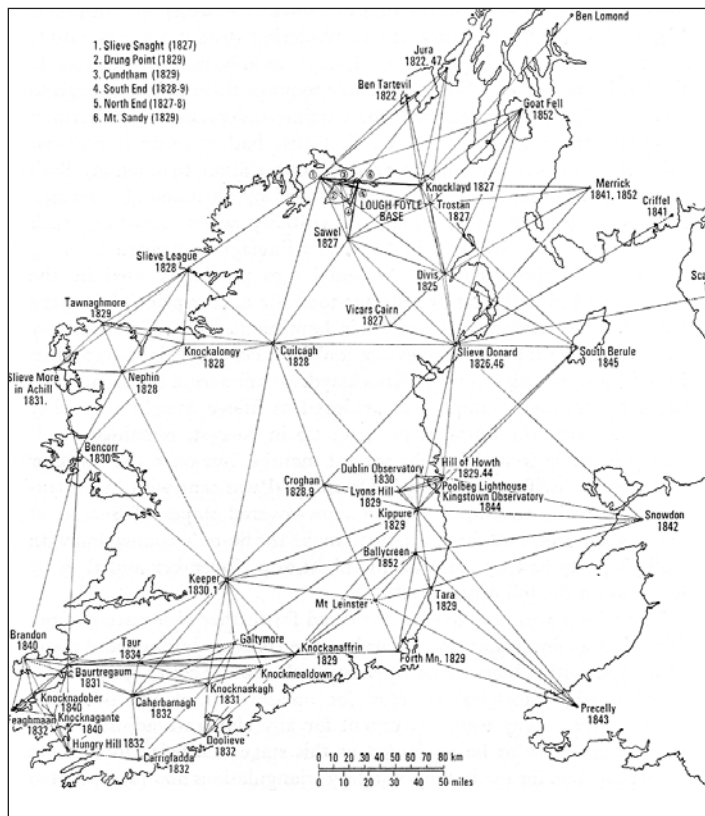 1. Slieve Snaght (1827)
2. Drung Point (1829)
3. Cundtham (1829)
4. South End (1828-9)
5. North End (1827-8)
6. Mt. Sandy (1829)
Ben Lomond
Jura
1822, 47
Ben Tartevil
1822
Goat Fell
1852
1
3
6
2
5
4
Knocklayd 1827
LOUGH FOYLE
BASE
Trostan
1827
Merrick
1841, 1852
Criffel
1841
Sawel
1827
Slieve League
1828
Divis
1825
Sca
Tawnaghmore
1829
Vicars Cairn
1827
Knockalongy
1828
Cuilcagh
1828
Slieve Donard
1826,46
South Berule
1845
Slieve More
in Achill
1831.
Nephin
1828
Bencorr
1830
Dublin Observatory
1830
Hill of Howth
1829.44
Croghan
1828,9
Lyons Hill
1829
Poolbeg Lighthouse
Kingstown Observatory
1844
Kippure
1829
Snowdon
1842
Ballycreen
1852
Keeper
1830,1
Mt Leinster
Tara
1829
Brandon
1840
Taur
1834
Galtymore
Knockanaffrin
1829
Forth Mn. 1829
Baurtregaum
1831
Knockmealdown
Knocknadober
1840
Caherbarnagh
1832
Knocknaskagh
1831
Precelly
1843
Feaghmaan
1832
Knocknagante
1840
Hungry Hill 1832
Carrigfadda
1832
Doolieve
1832
0 10 20 30 40 50 60 70 80 km
0 10 20 30 40 50 miles